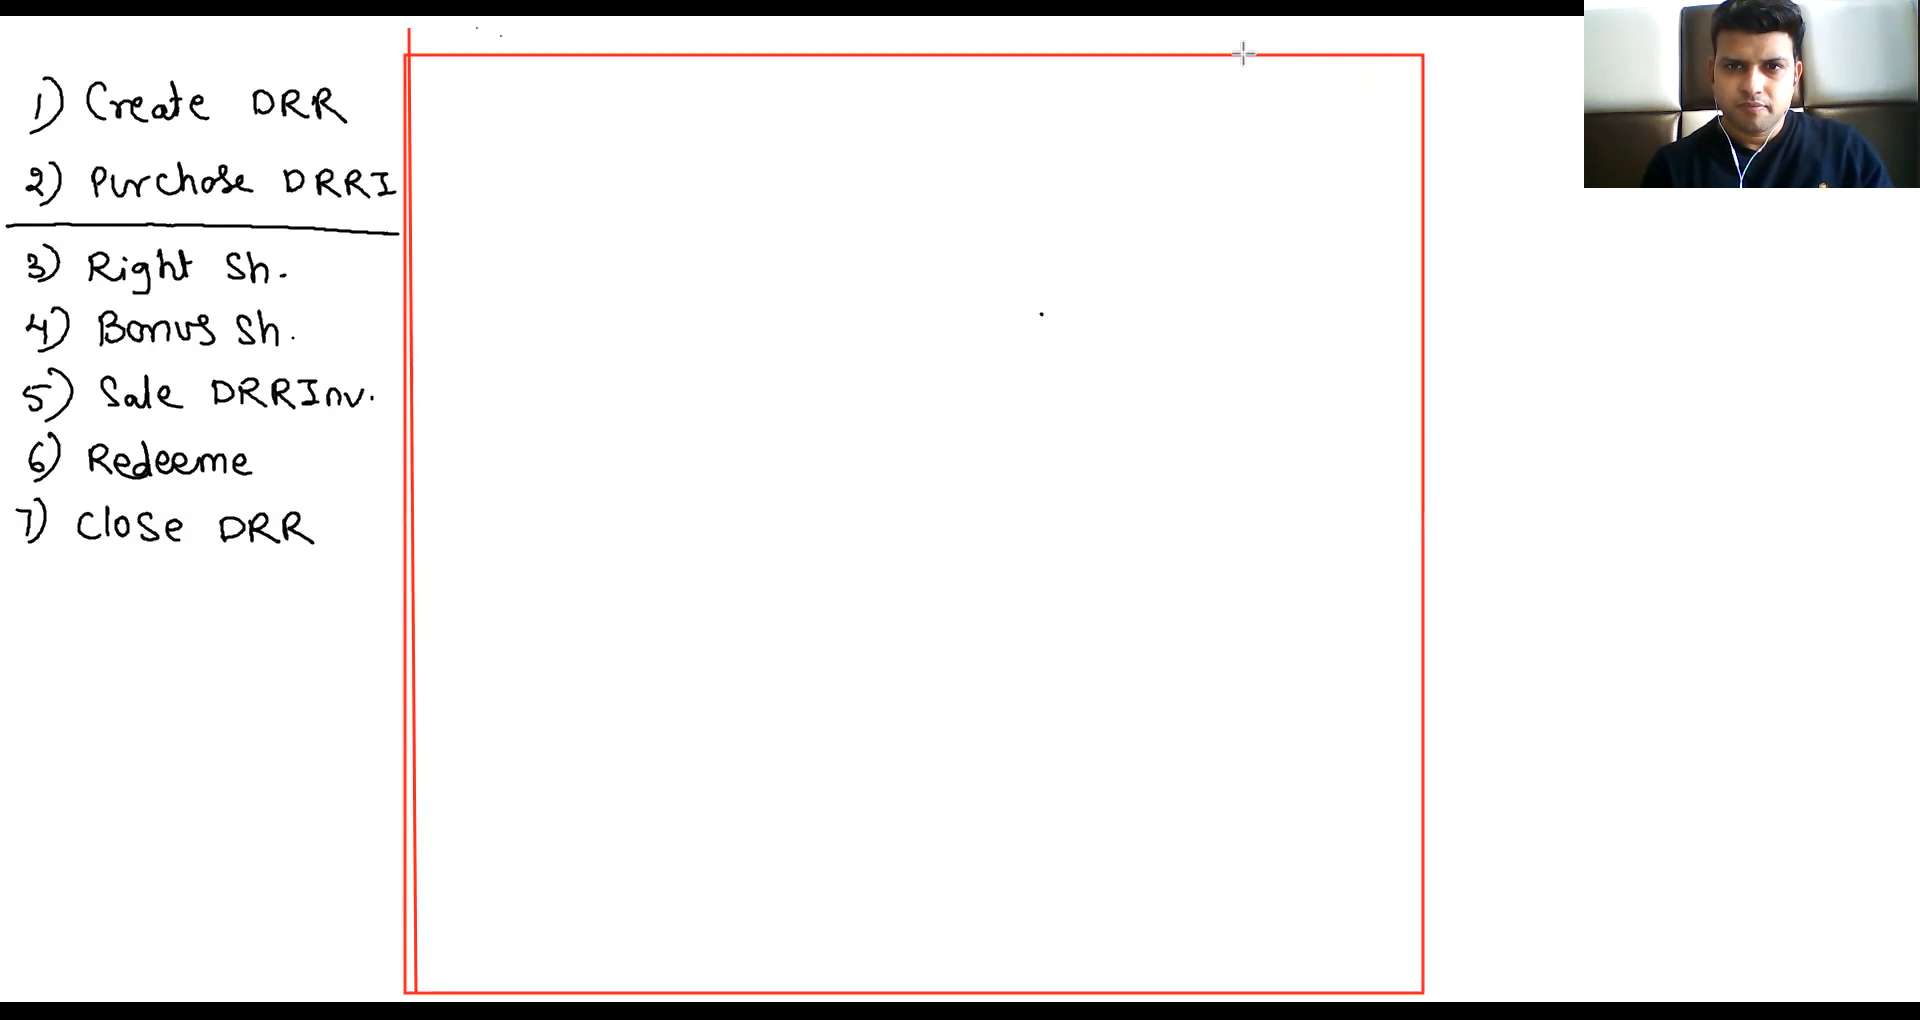 1) Create DRR
2) Purchose DRRI
3) Right Sh.
4) Bonus Sh.
5) Sale DRRInv.
6) Redeeme
7) Close DRR